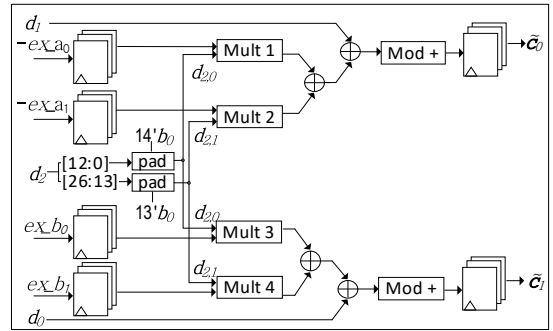 d₁
-ex_a₀
Mult 1
Mod +
c̃₀
d₂,₀
-ex_a₁
Mult 2
d₂,₁
14'b₀
d₂
[12:0]
pad
[26:13]
pad
13'b₀
d₂,₀
ex_b₀
Mult 3
d₂,₁
ex_b₁
Mult 4
Mod +
c̃₁
d₀